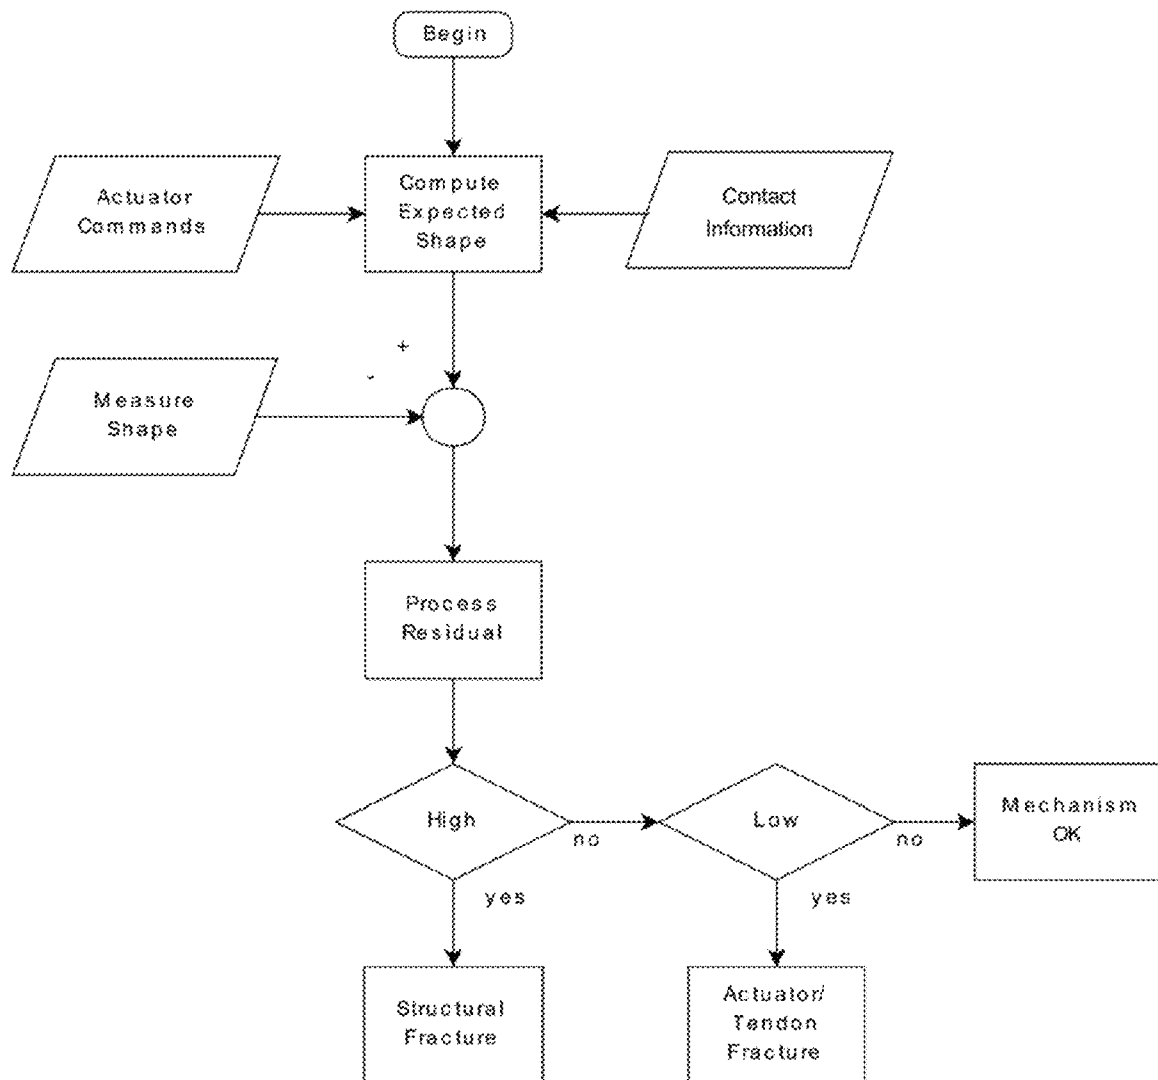 Begin
Actuator
Commands
Compute
Expected
Shape
Contact
Information
+
-
Measure
Shape
Process
Residual
High
no
Low
no
Mechanism
OK
yes
yes
Structural
Fracture
Actuator/
Tendon
Fracture